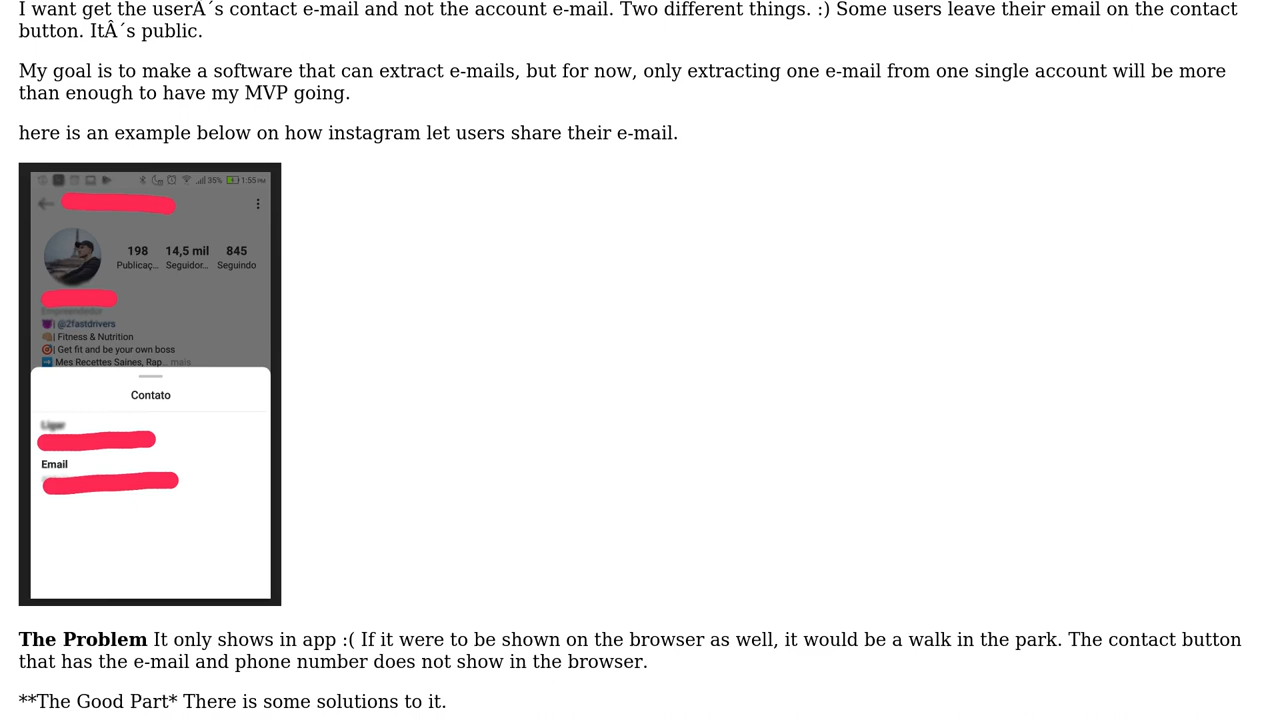 I want get the userÂ´s contact e-mail and not the account e-mail. Two different things. :) Some users leave their email on the contact
button. ItÂ´s public.
My goal is to make a software that can extract e-mails, but for now, only extracting one e-mail from one single account will be more
than enough to have my MVP going.
here is an example below on how instagram let users share their e-mail.
35% 1:55 PM
198 14,5 mil 845
Publicaç... Seguidor... Seguindo
Empreendedor
| @2fastdrivers
| Fitness & Nutrition
| Get fit and be your own boss
Mes Recettes Saines, Rap... mais
Contato
Ligar
Email
The Problem It only shows in app :( If it were to be shown on the browser as well, it would be a walk in the park. The contact button
that has the e-mail and phone number does not show in the browser.
**The Good Part* There is some solutions to it.